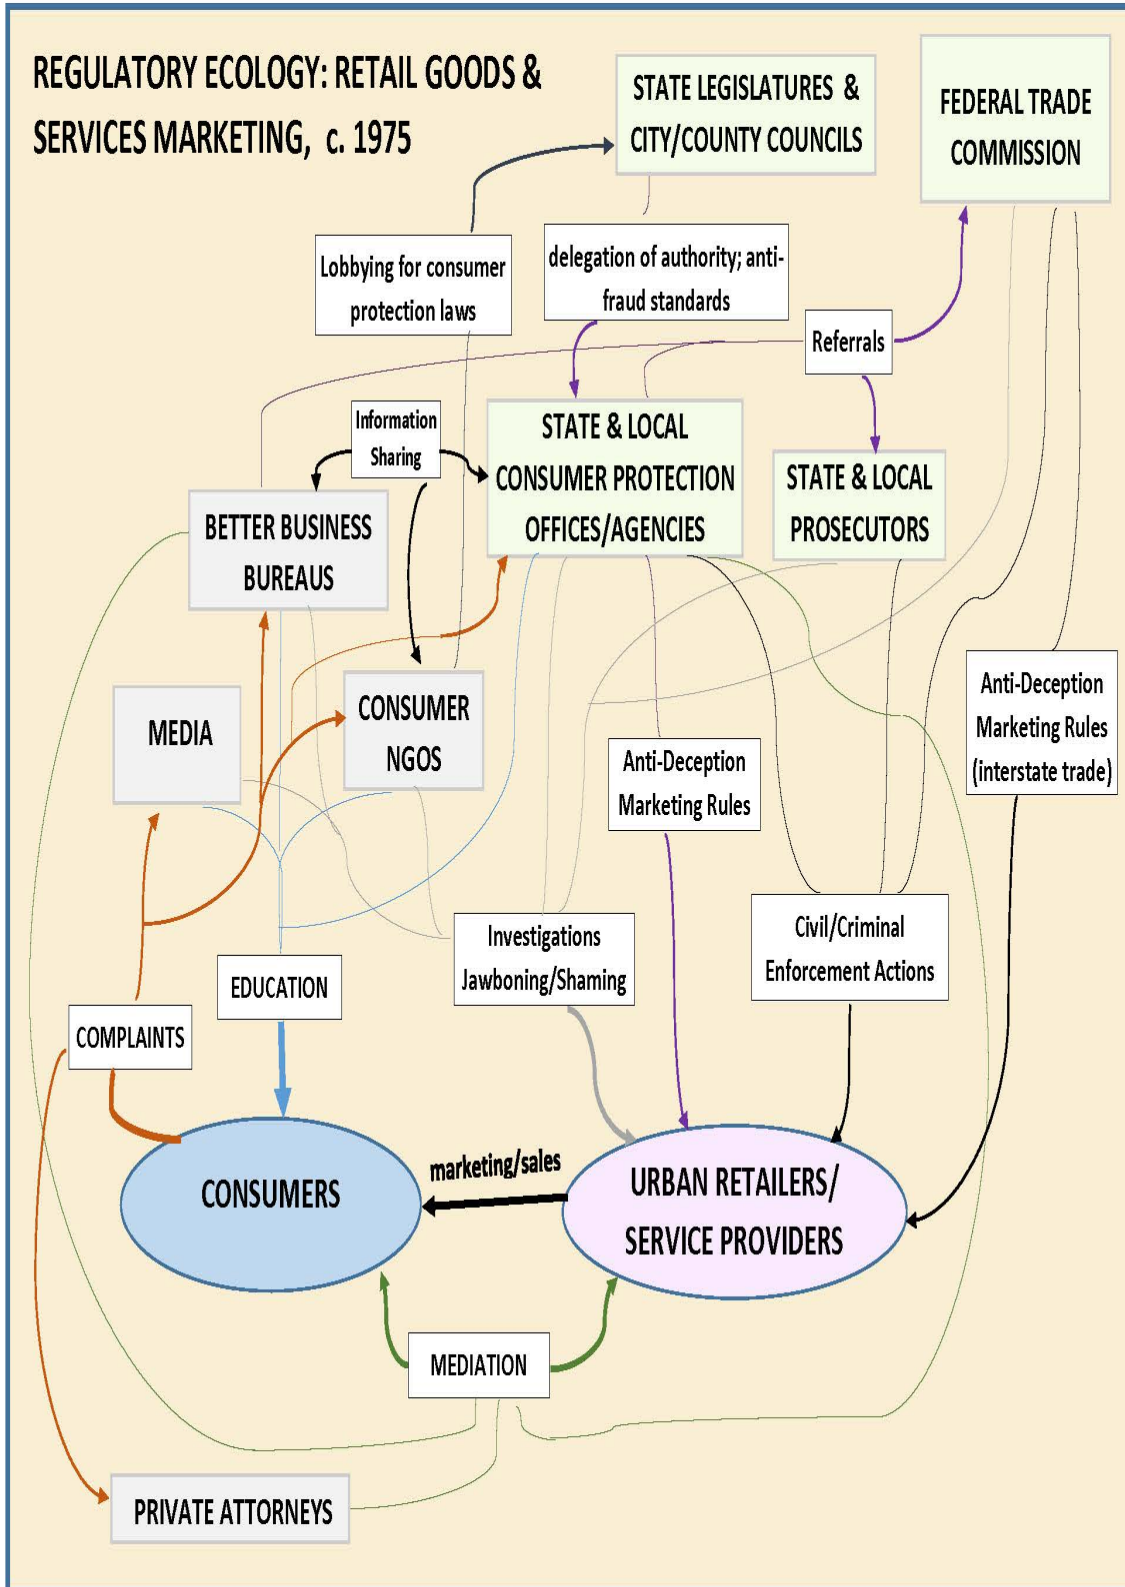 REGULATORY ECOLOGY: RETAIL GOODS &
SERVICES MARKETING, c. 1975
STATE LEGISLATURES &
CITY/COUNTY COUNCILS
FEDERAL TRADE
COMMISSION
Lobbying for consumer
protection laws
delegation of authority; anti-
fraud standards
Referrals
Information
Sharing
STATE & LOCAL
CONSUMER PROTECTION
OFFICES/AGENCIES
STATE & LOCAL
PROSECUTORS
BETTER BUSINESS
BUREAUS
MEDIA
CONSUMER
NGOS
Anti-Deception
Marketing Rules
Anti-Deception
Marketing Rules
(interstate trade)
Investigations
Jawboning/Shaming
Civil/Criminal
Enforcement Actions
EDUCATION
COMPLAINTS
CONSUMERS
marketing/sales
URBAN RETAILERS/
SERVICE PROVIDERS
MEDIATION
PRIVATE ATTORNEYS